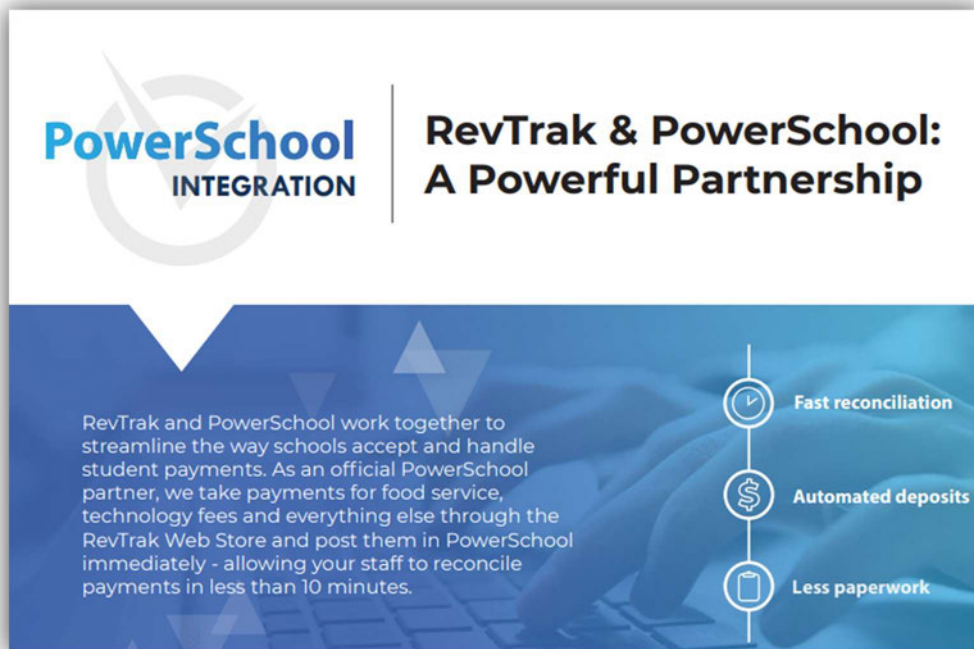 PowerSchool
INTEGRATION
RevTrak & PowerSchool:
A Powerful Partnership
RevTrak and PowerSchool work together to
streamline the way schools accept and handle
student payments. As an official PowerSchool
partner, we take payments for food service,
technology fees and everything else through the
RevTrak Web Store and post them in PowerSchool
immediately - allowing your staff to reconcile
payments in less than 10 minutes.
Fast reconciliation
Automated deposits
Less paperwork